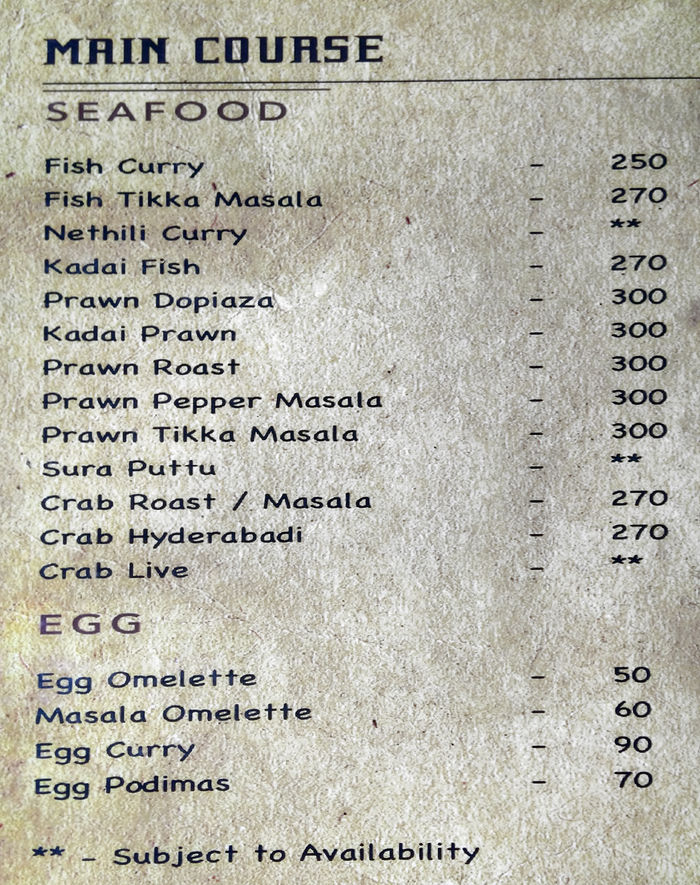 MAIN COURSE
SEAFOOD
Fish Curry - 250
Fish Tikka Masala - 270
Nethili Curry - **
Kadai Fish - 270
Prawn Dopiaza - 300
Kadai Prawn - 300
Prawn Roast - 300
Prawn Pepper Masala - 300
Prawn Tikka Masala - 300
Sura Puttu - **
Crab Roast / Masala - 270
Crab Hyderabadi - 270
Crab Live - **
EGG
Egg Omelette - 50
Masala Omelette - 60
Egg Curry - 90
Egg Podimas - 70
** - Subject to Availability